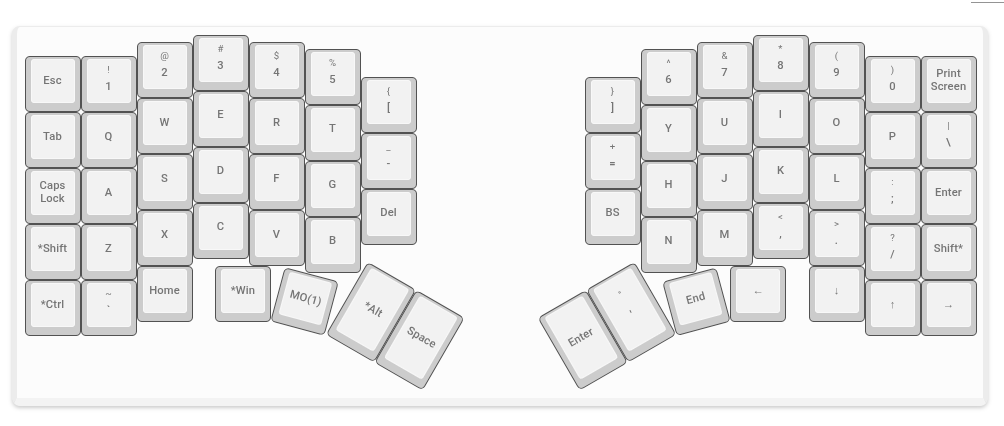 Esc
!
1
@
2
#
3
$
4
%
5
{
[
}
]
^
6
&
7
*
8
(
9
)
0
Print
Screen
Tab
Q
W
E
R
T
_
-
+
=
Y
U
I
O
P
|
\
Caps
Lock
A
S
D
F
G
Del
BS
H
J
K
L
:
;
Enter
*Shift
Z
X
C
V
B
N
M
<
,
>
.
?
/
Shift*
*Ctrl
~
`
Home
*Win
MO(1)
*Alt
Space
Enter
"
'
End
←
↓
↑
→